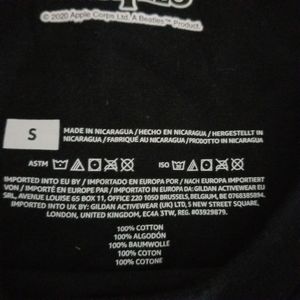 © 2020 Apple Corps Ltd. A Beatles™ Product.
S
MADE IN NICARAGUA / HECHO EN NICARAGUA / HERGESTELLT IN
NICARAGUA / FABRIQUÉ AU NICARAGUA / PRODOTTO IN NICARAGUA
ASTM
ISO
IMPORTED INTO EU BY / IMPORTADO EN EUROPA POR / NACH EUROPA IMPORTIERT
VON / IMPORTÉ EN EUROPE PAR / IMPORTATO IN EUROPA DA: GILDAN ACTIVEWEAR EU
SRL, AVENUE LOUISE 65 BOX 11, OFFICE 220 1050 BRUSSELS, BELGIUM, BE 0768385894.
IMPORTED INTO UK BY: GILDAN ACTIVEWEAR (UK) LTD, 5 NEW STREET SQUARE,
LONDON, UNITED KINGDOM, EC4A 3TW, REG. #03929879.
100% COTTON
100% ALGODÓN
100% BAUMWOLLE
100% COTON
100% COTONE